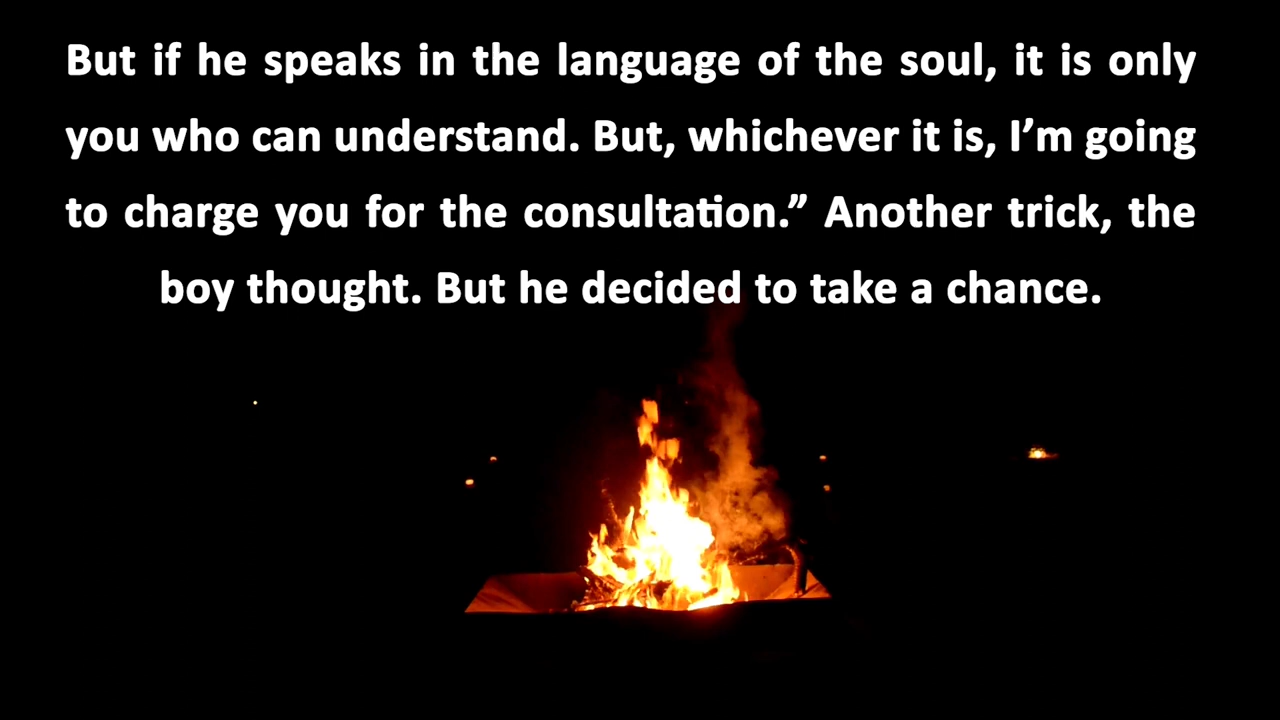 But if he speaks in the language of the soul, it is only
you who can understand. But, whichever it is, I’m going
to charge you for the consultation.” Another trick, the
boy thought. But he decided to take a chance.